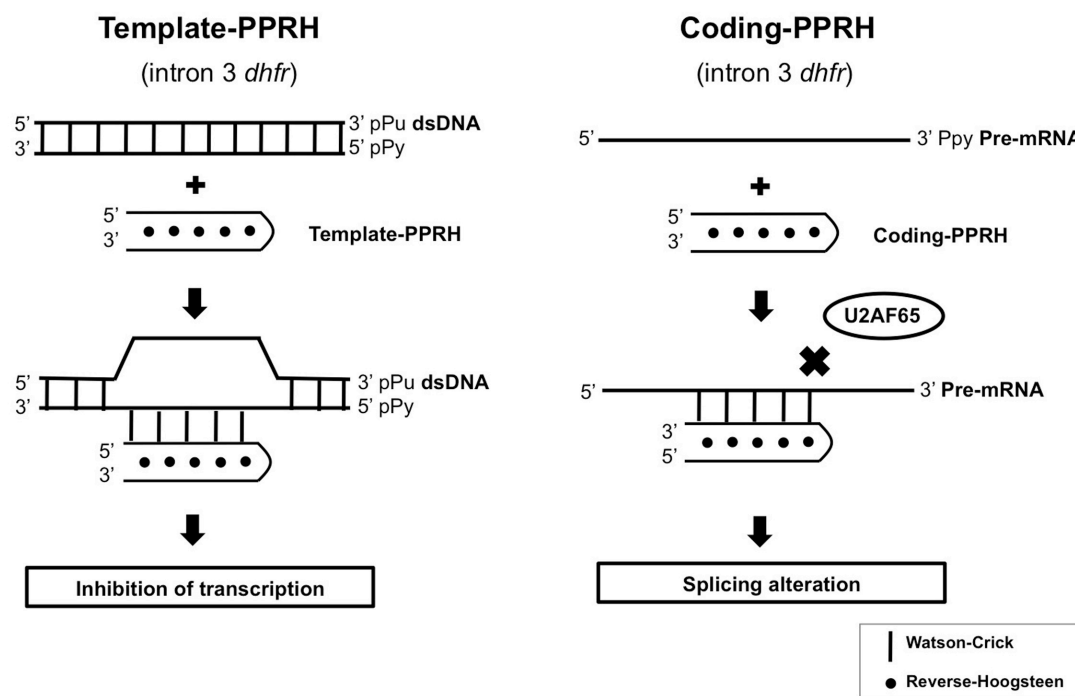 Template-PPRH
(intron 3 dhfr)
5’ 3’ pPu dsDNA
3’ 5’ pPy
+
5’
3’
Template-PPRH
5’ 3’ pPu dsDNA
3’ 5’ pPy
5’
3’
Inhibition of transcription
Coding-PPRH
(intron 3 dhfr)
5’ 3’ Ppy Pre-mRNA
+
5’
3’
Coding-PPRH
U2AF65
5’ 3’ Pre-mRNA
3’
5’
Splicing alteration
Watson-Crick
Reverse-Hoogsteen